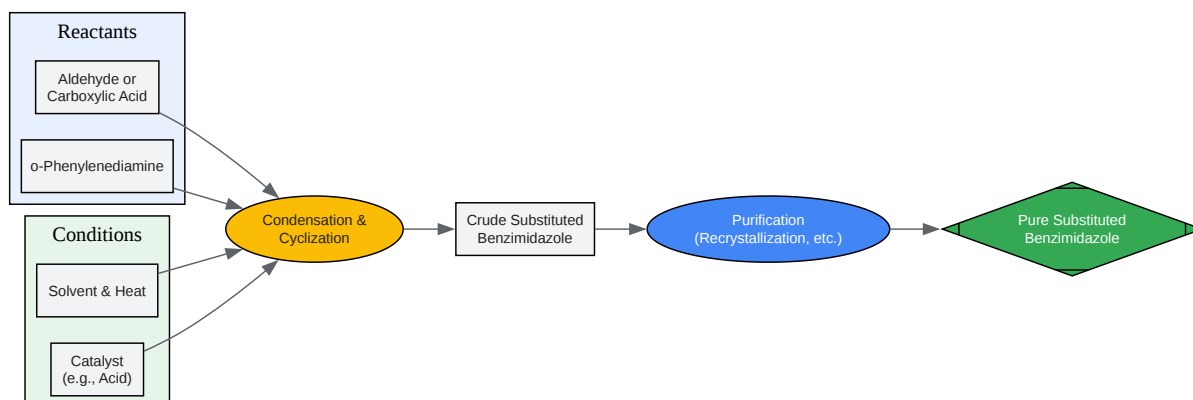 Reactants
Aldehyde or
Carboxylic Acid
o-Phenylenediamine
Conditions
Solvent & Heat
Catalyst
(e.g., Acid)
Condensation &
Cyclization
Crude Substituted
Benzimidazole
Purification
(Recrystallization, etc.)
Pure Substituted
Benzimidazole